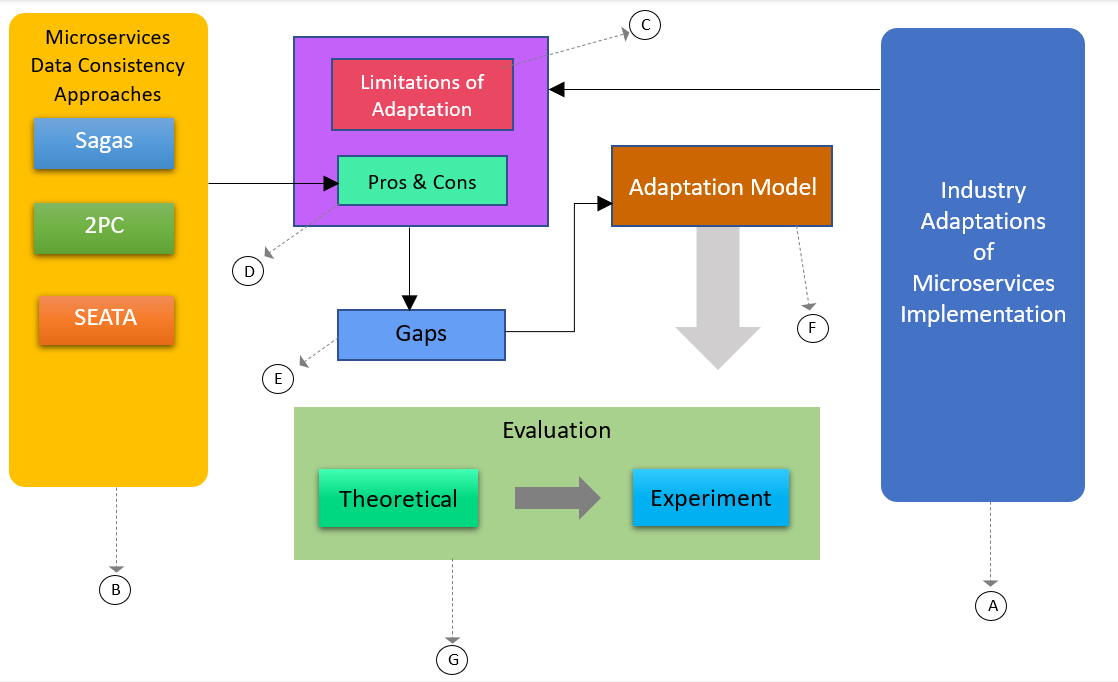 Microservices
Data Consistency
Approaches
Sagas
2PC
SEATA
B
C
Limitations of
Adaptation
Pros & Cons
D
Gaps
E
Adaptation Model
F
Evaluation
Theoretical
Experiment
G
Industry
Adaptations
of
Microservices
Implementation
A